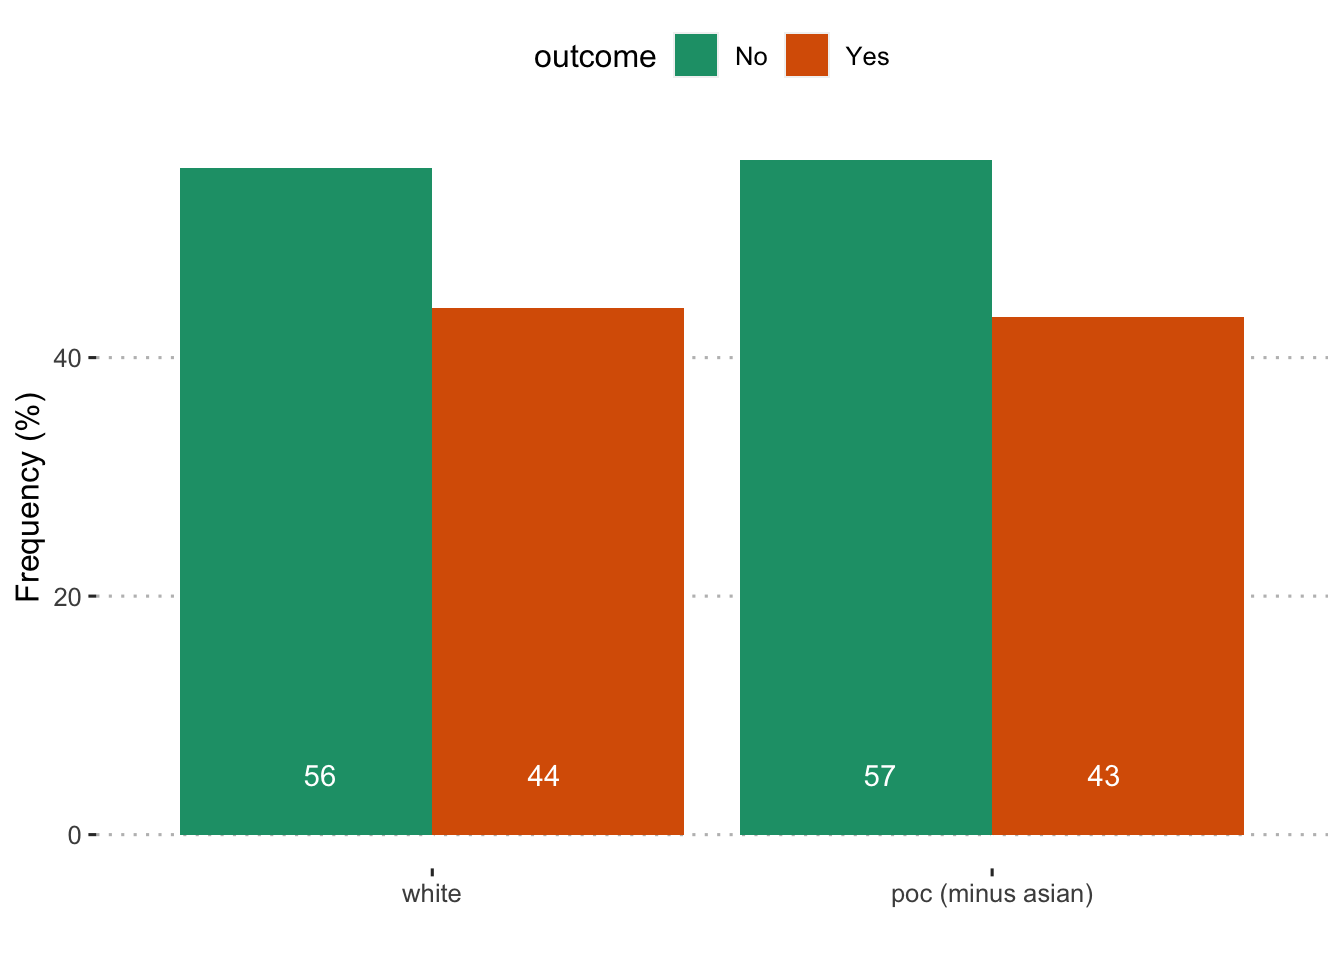 outcome No Yes
Frequency (%)
40
20
0
56 44 57 43
white poc (minus asian)